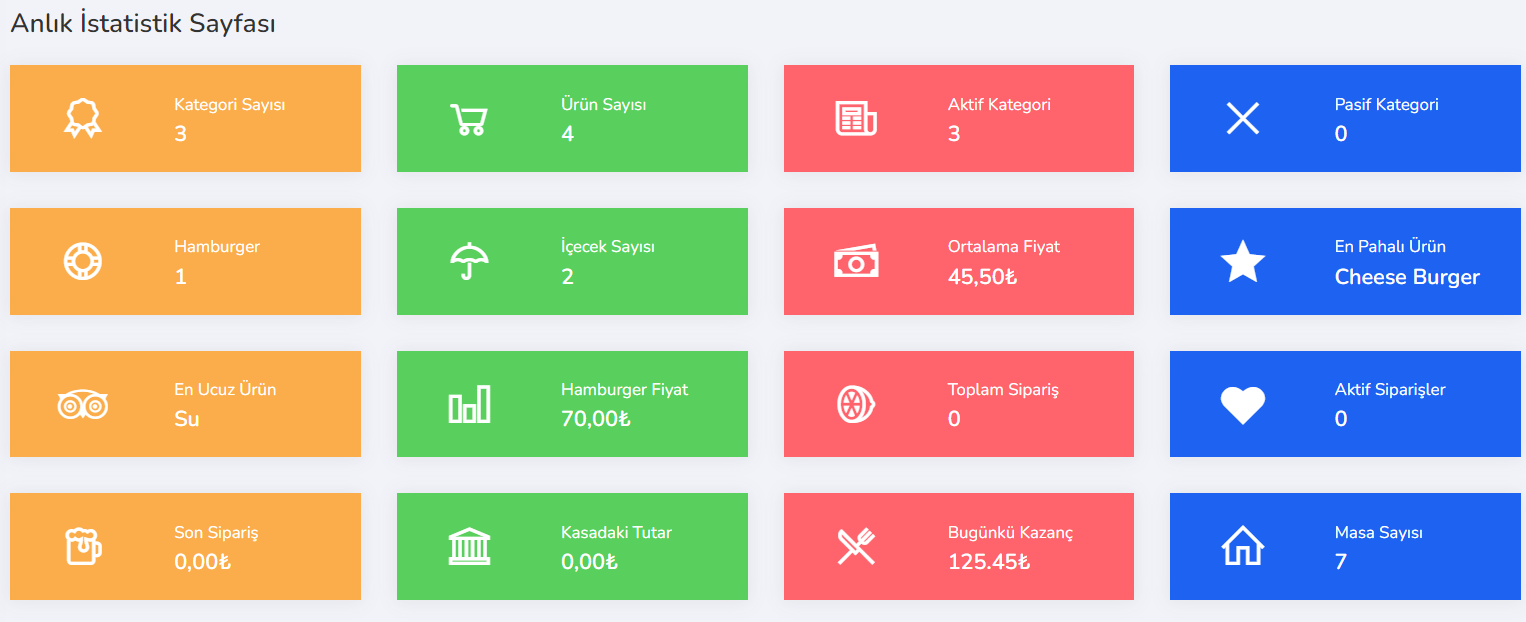 Anlık İstatistik Sayfası
Kategori Sayısı
3
Ürün Sayısı
4
Aktif Kategori
3
Pasif Kategori
0
Hamburger
1
İçecek Sayısı
2
Ortalama Fiyat
45,50₺
En Pahalı Ürün
Cheese Burger
En Ucuz Ürün
Su
Hamburger Fiyat
70,00₺
Toplam Sipariş
0
Aktif Siparişler
0
Son Sipariş
0,00₺
Kasadaki Tutar
0,00₺
Bugünkü Kazanç
125.45₺
Masa Sayısı
7